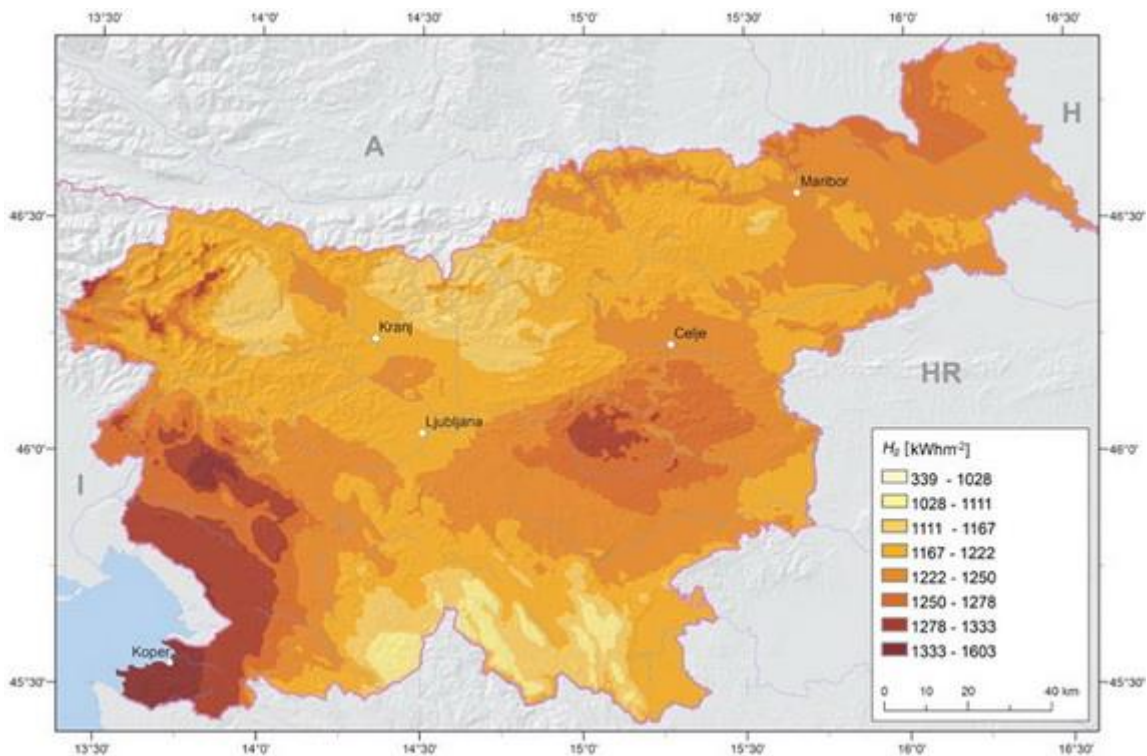 13°30' 14°0' 14°30' 15°0' 15°30' 16°0' 16°30'
H
A
Maribor
46°30' 46°30'
Kranj
Celje
HR
Ljubljana
46°0' 46°0'
I
Hg [kWhm-2]
339 - 1028
1028 - 1111
1111 - 1167
1167 - 1222
1222 - 1250
1250 - 1278
1278 - 1333
1333 - 1603
Koper
45°30' 45°30'
0 10 20 40 km
13°30' 14°0' 14°30' 15°0' 15°30' 16°0' 16°30'